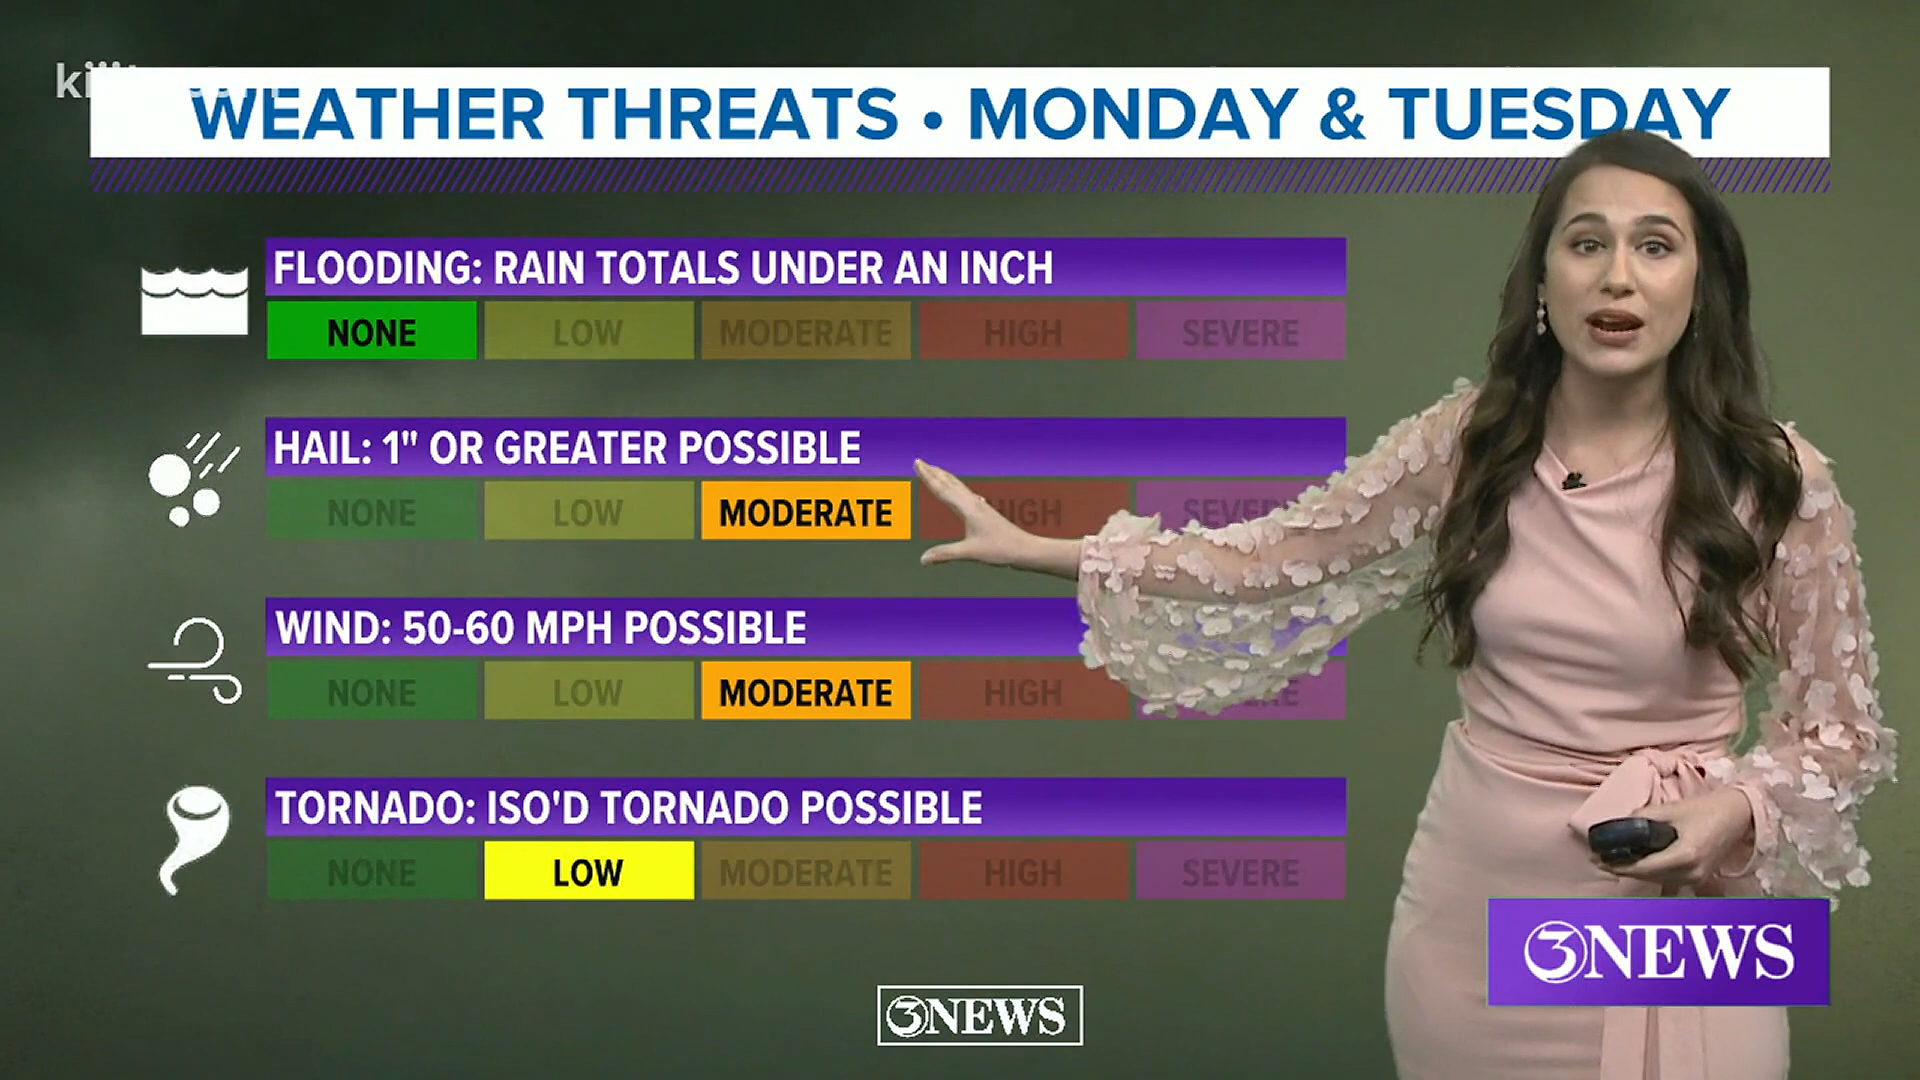 WEATHER THREATS • MONDAY & TUESDAY
FLOODING: RAIN TOTALS UNDER AN INCH
NONE LOW MODERATE HIGH SEVERE
HAIL: 1" OR GREATER POSSIBLE
NONE LOW MODERATE
WIND: 50-60 MPH POSSIBLE
NONE LOW MODERATE HIGH
TORNADO: ISO'D TORNADO POSSIBLE
NONE LOW MODERATE HIGH SEVERE
3NEWS
3NEWS